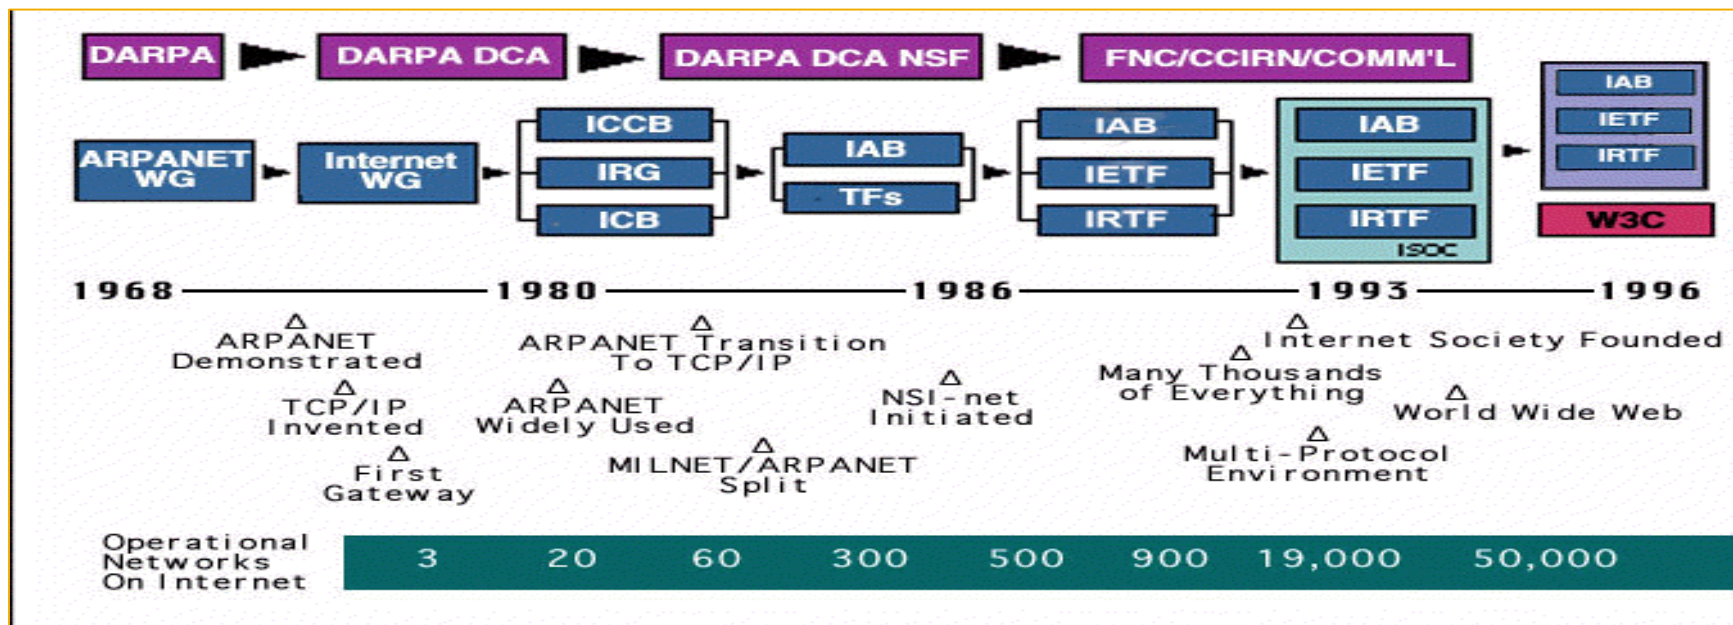 DARPA
DARPA DCA
DARPA DCA NSF
FNC/CCIRN/COMM'L
ARPANET
WG
Internet
WG
ICCB
IRG
ICB
IAB
TFs
IAB
IETF
IRTF
IAB
IETF
IRTF
ISOC
IAB
IETF
IRTF
W3C
1968
1980
1986
1993
1996
ARPANET
Demonstrated
TCP/IP
Invented
First
Gateway
ARPANET Transition
To TCP/IP
ARPANET
Widely Used
MILNET/ARPANET
Split
NSI-net
Initiated
Internet Society Founded
Many Thousands
of Everything
World Wide Web
Multi-Protocol
Environment
Operational
Networks
On Internet
3
20
60
300
500
900
19,000
50,000